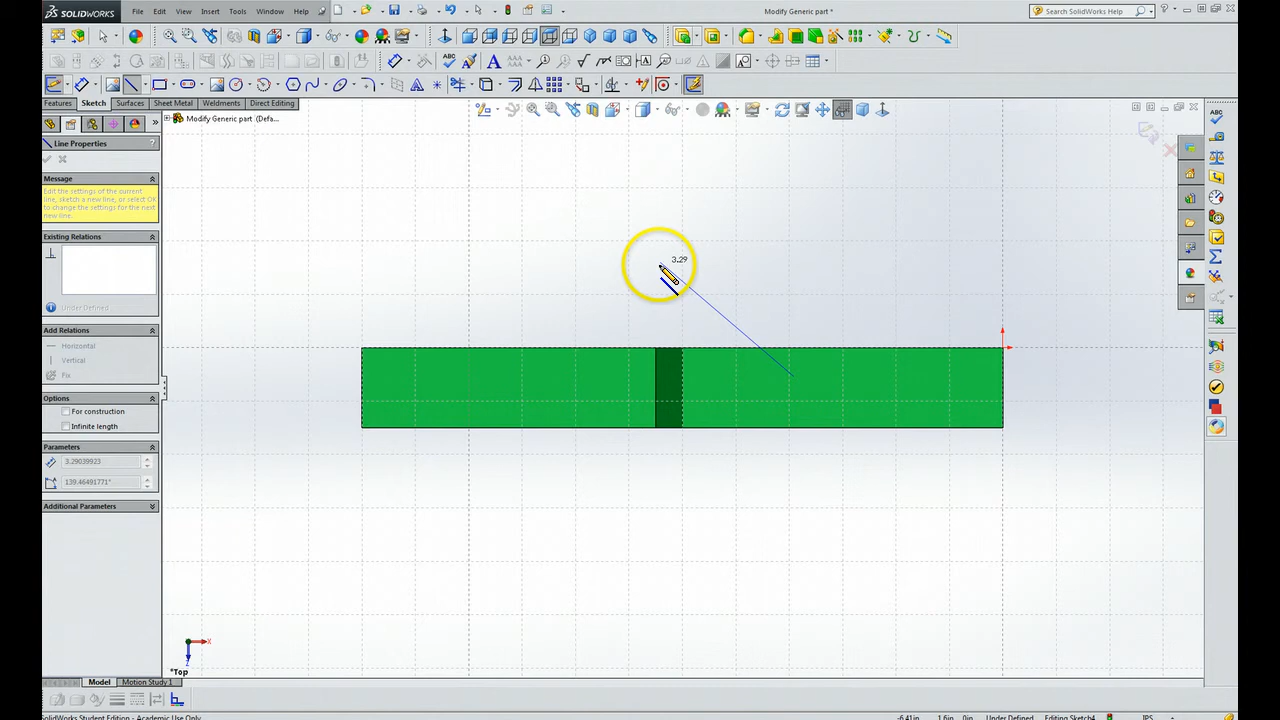 SOLIDWORKS File Edit View Insert Tools Window Help Modify Generic part * Search SolidWorks Help
Features Sketch Surfaces Sheet Metal Weldments Direct Editing
Modify Generic part (Defa...
Line Properties
Message
Edit the settings of the current
line, sketch a new line, or select OK
to change the settings for the next
new line.
Existing Relations
Under Defined
Add Relations
Horizontal
Vertical
Fix
Options
For construction
Infinite length
Parameters
3.29039923
139.46491771°
Additional Parameters
3.29
X
Z
*Top
Model Motion Study 1
SolidWorks Student Edition - Academic Use Only -6.41in 1.6in 0in Under Defined Editing Sketch4 IPS